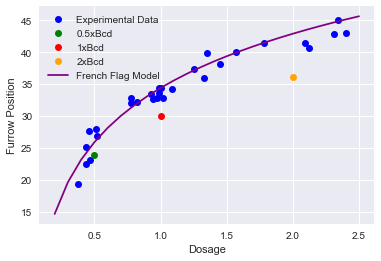 Experimental Data
0.5xBcd
1xBcd
2xBcd
French Flag Model
45
40
35
30
25
20
15
Furrow Position
0.5 1.0 1.5 2.0 2.5
Dosage